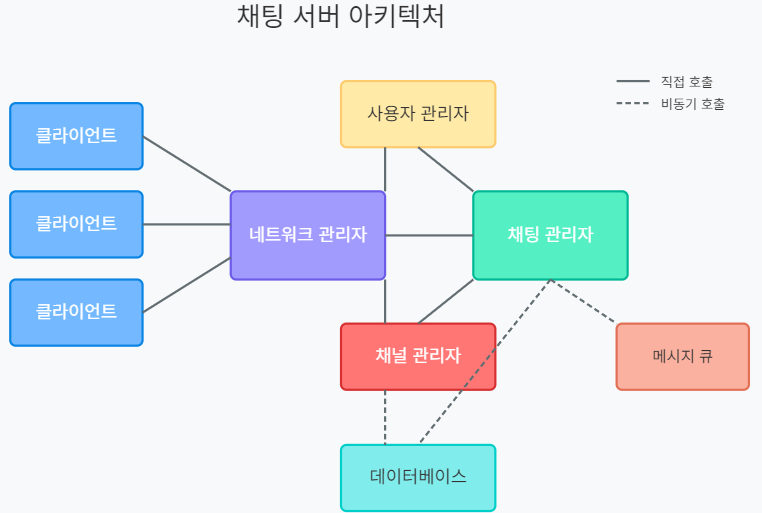 채팅 서버 아키텍처
직접 호출
비동기 호출
사용자 관리자
클라이언트
클라이언트
클라이언트
네트워크 관리자
채팅 관리자
채널 관리자
메시지 큐
데이터베이스